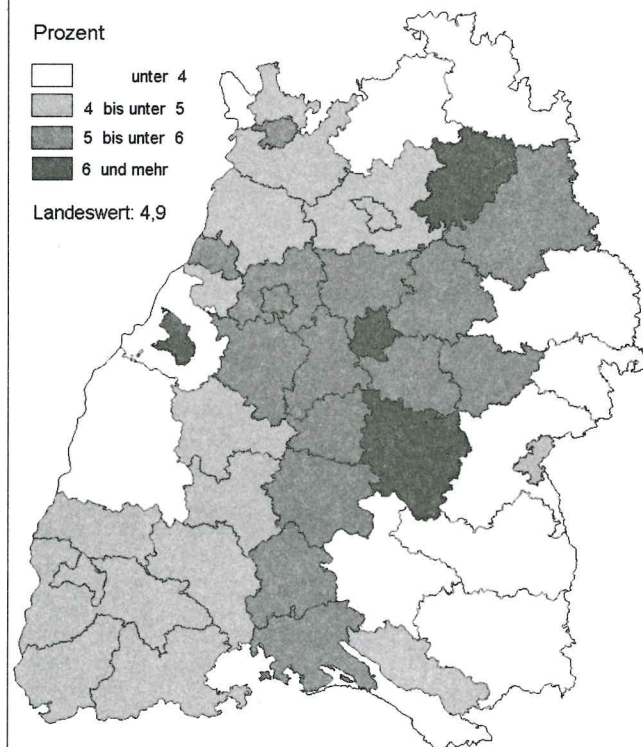 Prozent
unter 4
4 bis unter 5
5 bis unter 6
6 und mehr
Landeswert: 4,9